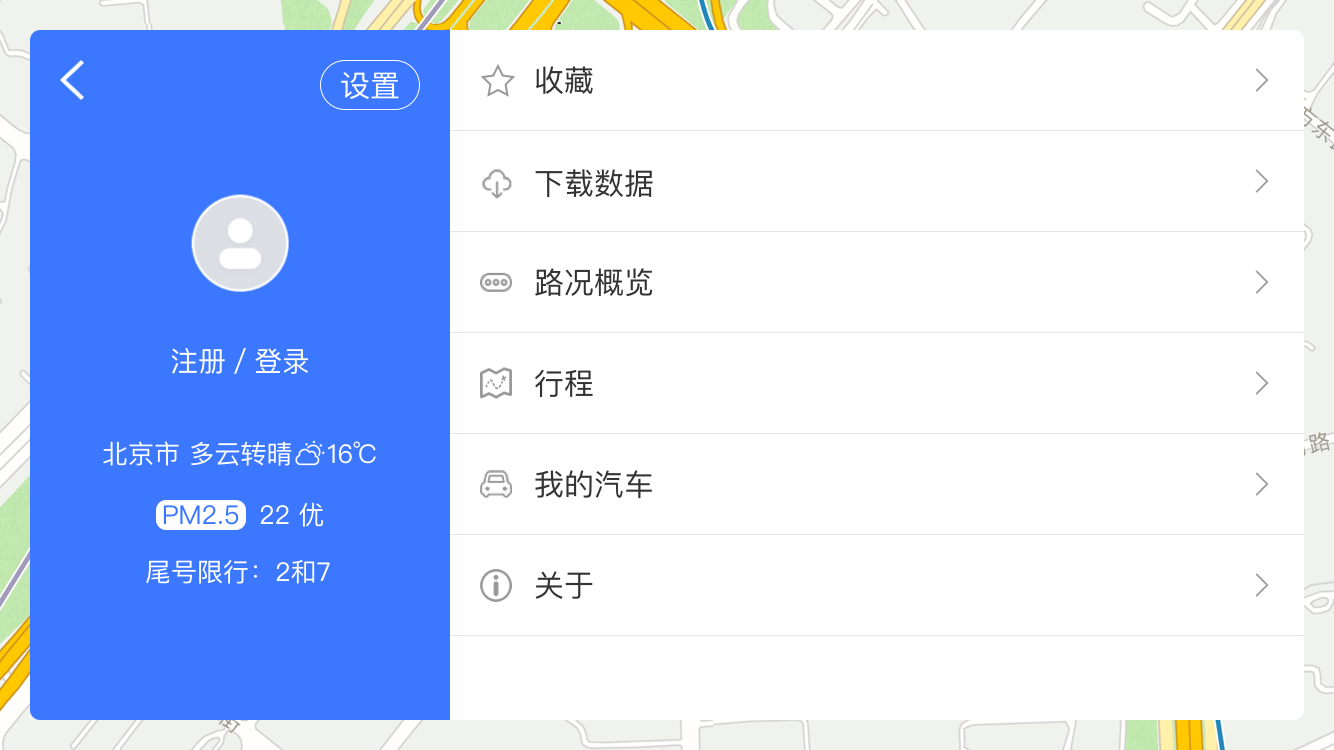 设置
注册 / 登录
北京市 多云转晴 16℃
PM2.5 22 优
尾号限行：2和7
收藏
下载数据
路况概览
行程
我的汽车
关于
路
街